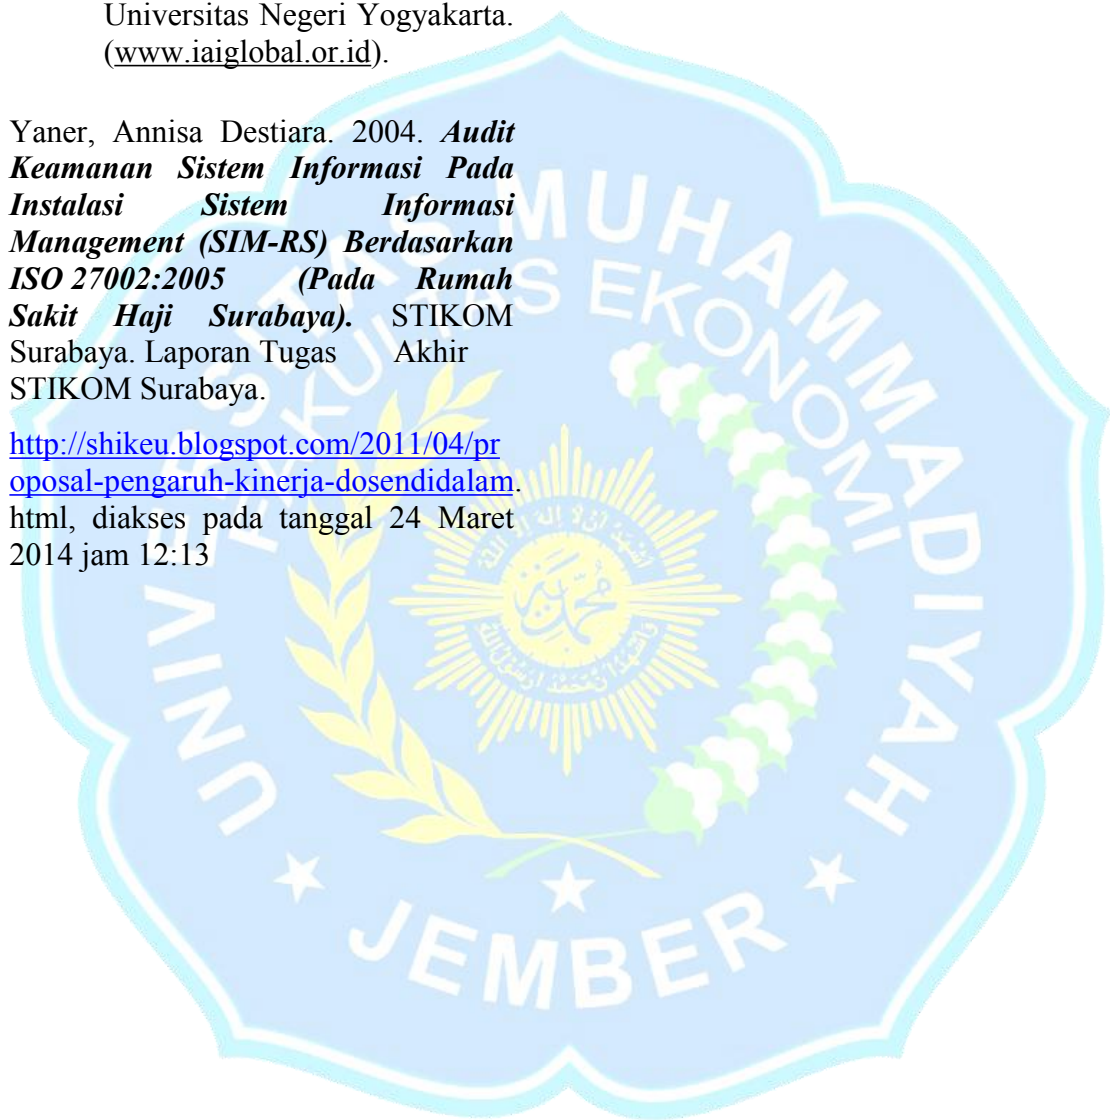 Universitas Negeri Yogyakarta.
(www.iaiglobal.or.id).
Yaner, Annisa Destiara. 2004. Audit
Keamanan Sistem Informasi Pada
Instalasi Sistem Informasi
Management (SIM-RS) Berdasarkan
ISO 27002:2005 (Pada Rumah
Sakit Haji Surabaya). STIKOM
Surabaya. Laporan Tugas Akhir
STIKOM Surabaya.
http://shikeu.blogspot.com/2011/04/pr
oposal-pengaruh-kinerja-dosendidalam.
html, diakses pada tanggal 24 Maret
2014 jam 12:13
UNIVERSITAS MUHAMMADIYAH
FAKULTAS EKONOMI
JEMBER